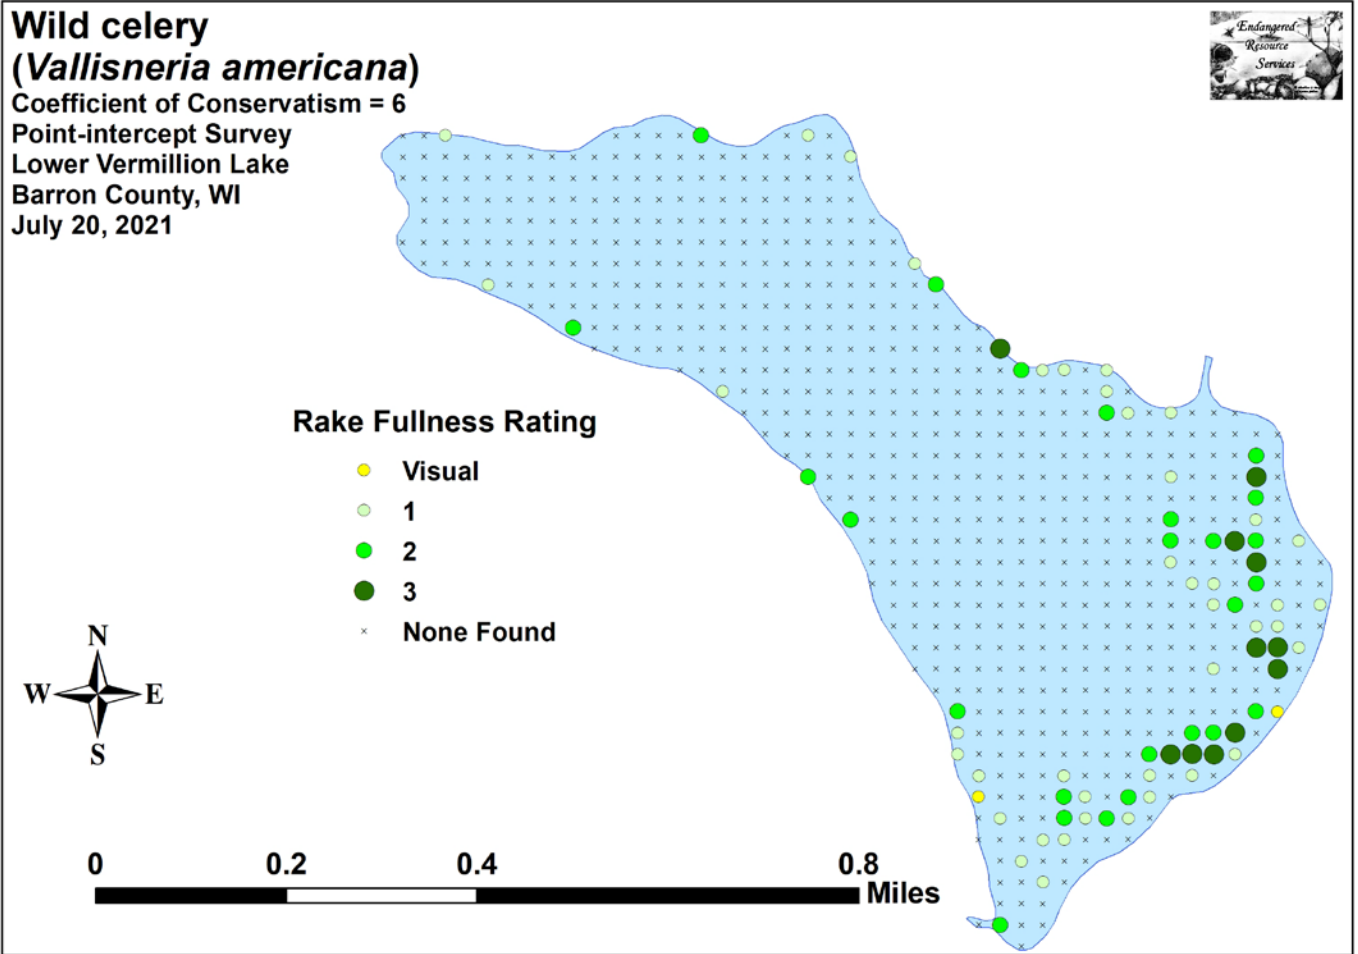 Wild celery
(Vallisneria americana)
Coefficient of Conservatism = 6
Point-intercept Survey
Lower Vermillion Lake
Barron County, WI
July 20, 2021
Endangered
Resource
Services
Rake Fullness Rating
Visual
1
2
3
None Found
N
W E
S
0 0.2 0.4 0.8
Miles